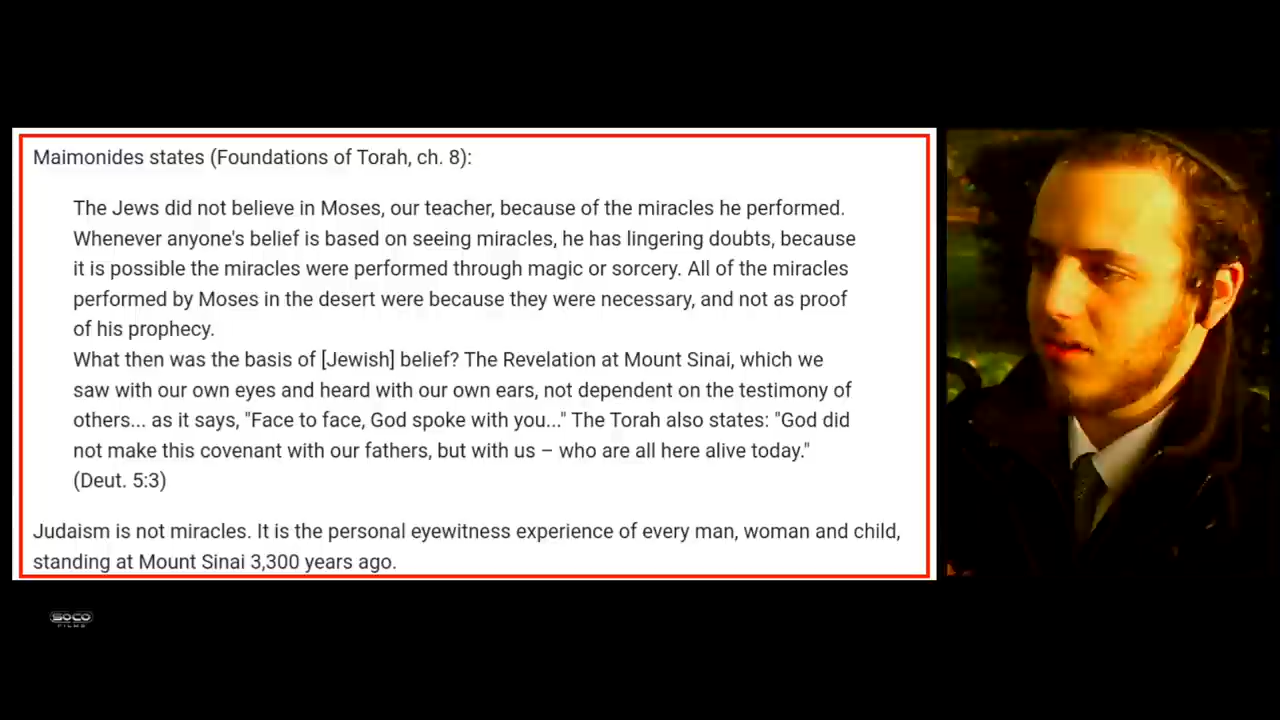 Maimonides states (Foundations of Torah, ch. 8):
The Jews did not believe in Moses, our teacher, because of the miracles he performed.
Whenever anyone's belief is based on seeing miracles, he has lingering doubts, because
it is possible the miracles were performed through magic or sorcery. All of the miracles
performed by Moses in the desert were because they were necessary, and not as proof
of his prophecy.
What then was the basis of [Jewish] belief? The Revelation at Mount Sinai, which we
saw with our own eyes and heard with our own ears, not dependent on the testimony of
others... as it says, "Face to face, God spoke with you..." The Torah also states: "God did
not make this covenant with our fathers, but with us – who are all here alive today."
(Deut. 5:3)
Judaism is not miracles. It is the personal eyewitness experience of every man, woman and child,
standing at Mount Sinai 3,300 years ago.
SOCO
FILMS